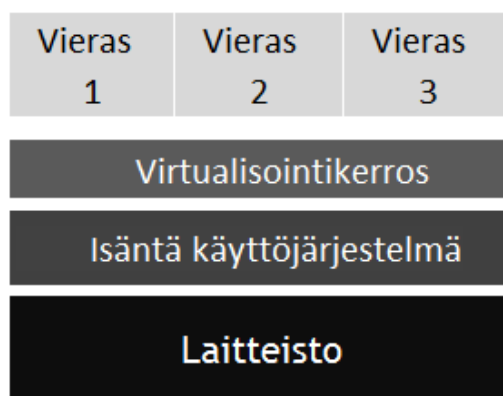 Vieras Vieras Vieras
1 2 3
Virtualisointikerros
Isäntä käyttöjärjestelmä
Laitteisto